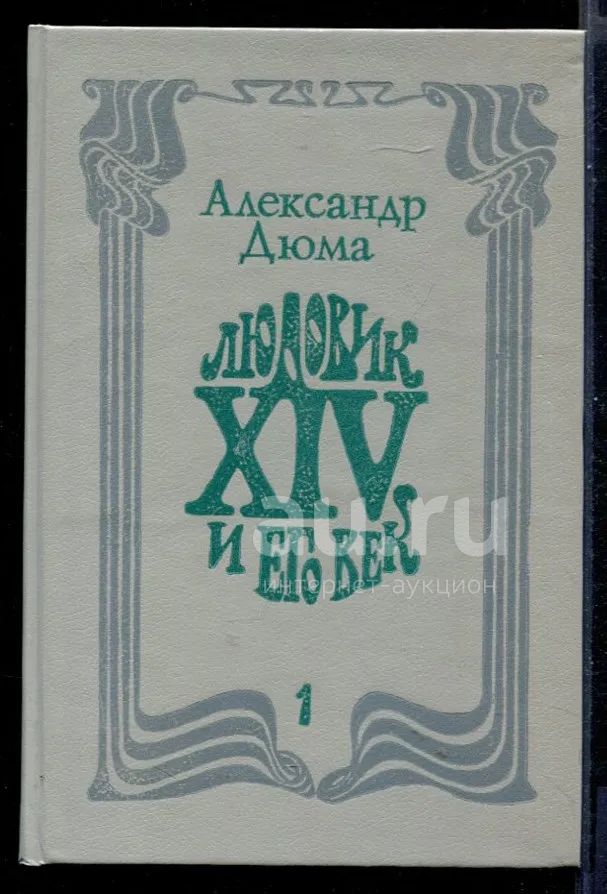 Александр
Дюма
ЛЮДОВИК
XIV
И ЕГО ВЕК
au.ru
интернет-аукцион
1